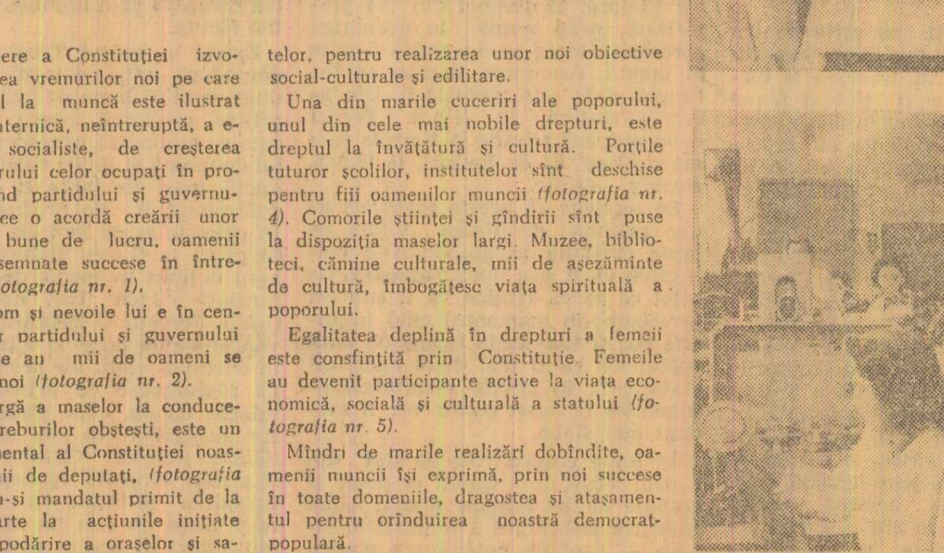 ere a Constituției izvo-
ea vremurilor noi pe care
l la muncă este ilustrat
ternică, neîntreruptă, a e-
socialiste, de creșterea
rului celor ocupați în pro-
nd partidului și guvernu-
ce o acordă creării unor
bune de lucru, oamenii
semnate succese în între-
otografia nr. 1).
om și nevoile lui e în cen-
r partidului și guvernului
e an mii de oameni se
noi (fotografia nr. 2).
rgă a maselor la conduce-
reburilor obștești, este un
mental al Constituției noas-
ii de deputați, (fotografia
u-și mandatul primit de la
arte la acțiunile inițiate
podărire a orașelor și sa-
telor, pentru realizarea unor noi obiective
social-culturale și edilitare.
Una din marile cuceriri ale poporului,
unul din cele mai nobile drepturi, este
dreptul la învățătură și cultură. Porțile
tuturor școlilor, institutelor sînt deschise
pentru fiii oamenilor muncii (fotografia nr.
4). Comorile științei și gîndirii sînt puse
la dispoziția maselor largi. Muzee, biblio-
teci, cămine culturale, mii de așezăminte
de cultură, îmbogățesc viața spirituală a
poporului.
Egalitatea deplină în drepturi a femeii
este consfințită prin Constituție. Femeile
au devenit participante active la viața eco-
nomică, socială și culturală a statului (fo-
tografia nr. 5).
Mîndri de marile realizări dobîndite, oa-
menii muncii își exprimă, prin noi succese
în toate domeniile, dragostea și atașamen-
tul pentru orînduirea noastră democrat-
populară.